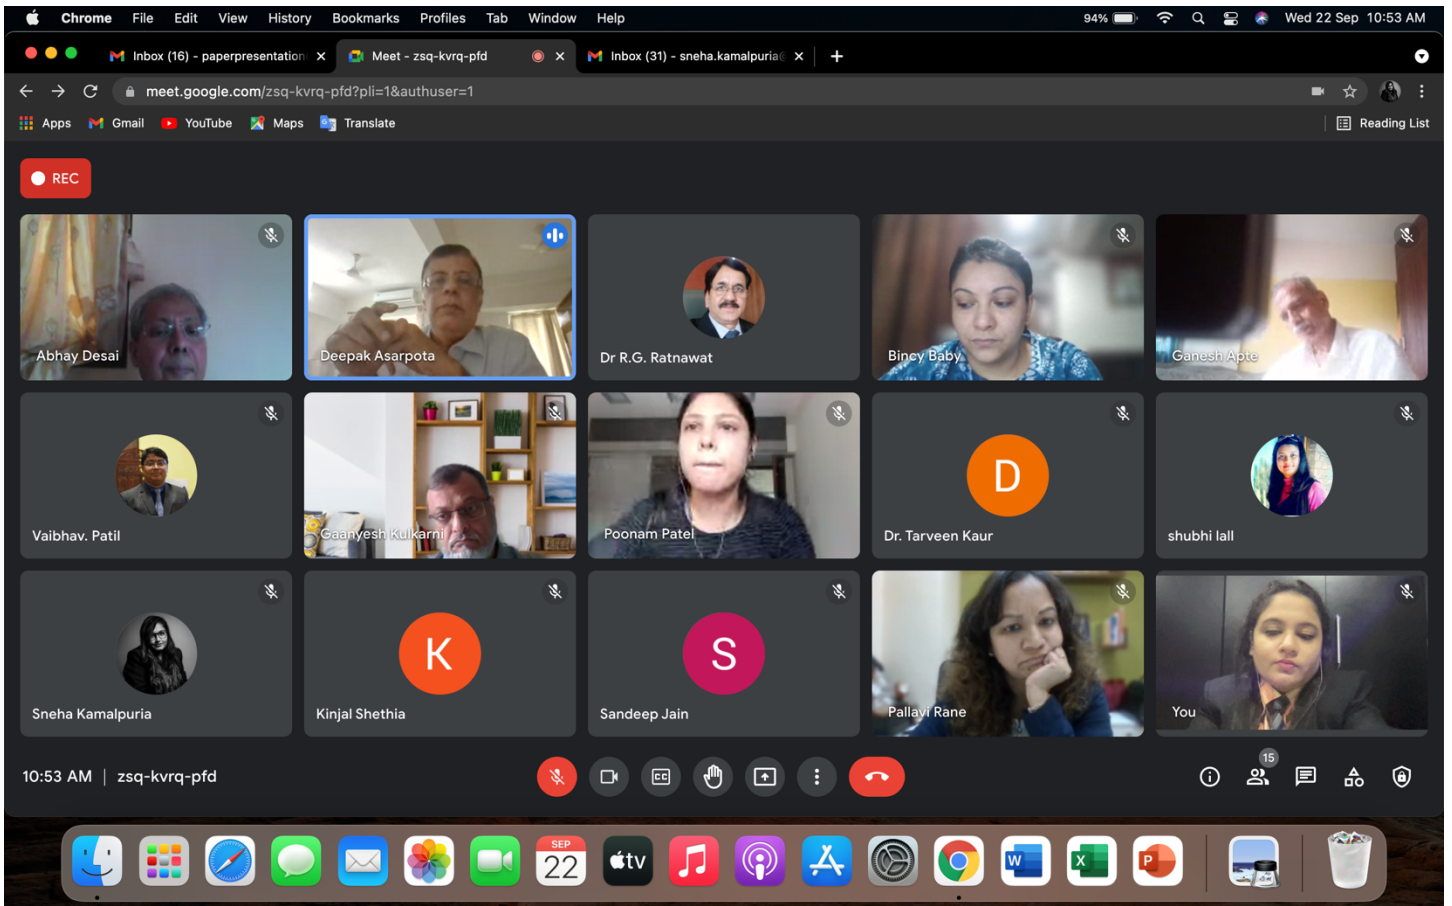 Chrome File Edit View History Bookmarks Profiles Tab Window Help 94% Wed 22 Sep 10:53 AM
Inbox (16) - paperpresentation Meet - zsq-kvrq-pfd Inbox (31) - sneha.kamalpuria@
meet.google.com/zsq-kvrq-pfd?pli=1&authuser=1
Apps Gmail YouTube Maps Translate Reading List
REC
Abhay Desai Deepak Asarpota Dr R.G. Ratnawat Bincy Baby Ganesh Apte
D
Vaibhav. Patil Gaanyesh Kulkarni Poonam Patel Dr. Tarveen Kaur shubhi lall
K S
Sneha Kamalpuria Kinjal Shethia Sandeep Jain Pallavi Rane You
10:53 AM | zsq-kvrq-pfd CC 15
SEP
22 tv W X P